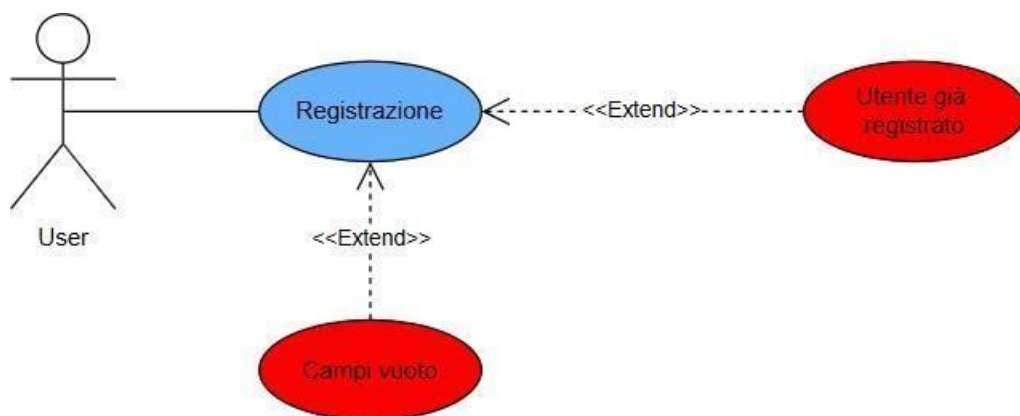 Registrazione
<<Extend>>
Utente già
registrato
User
<<Extend>>
Campi vuoto